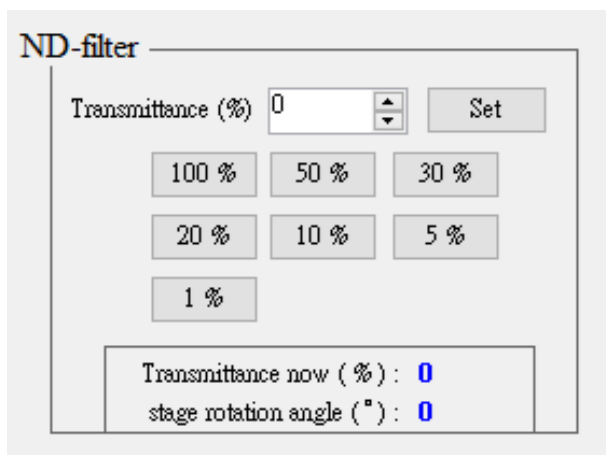 ND-filter
Transmittance (%) 0 Set
100 % 50 % 30 %
20 % 10 % 5 %
1 %
Transmittance now ( % ) : 0
stage rotation angle ( ° ) : 0